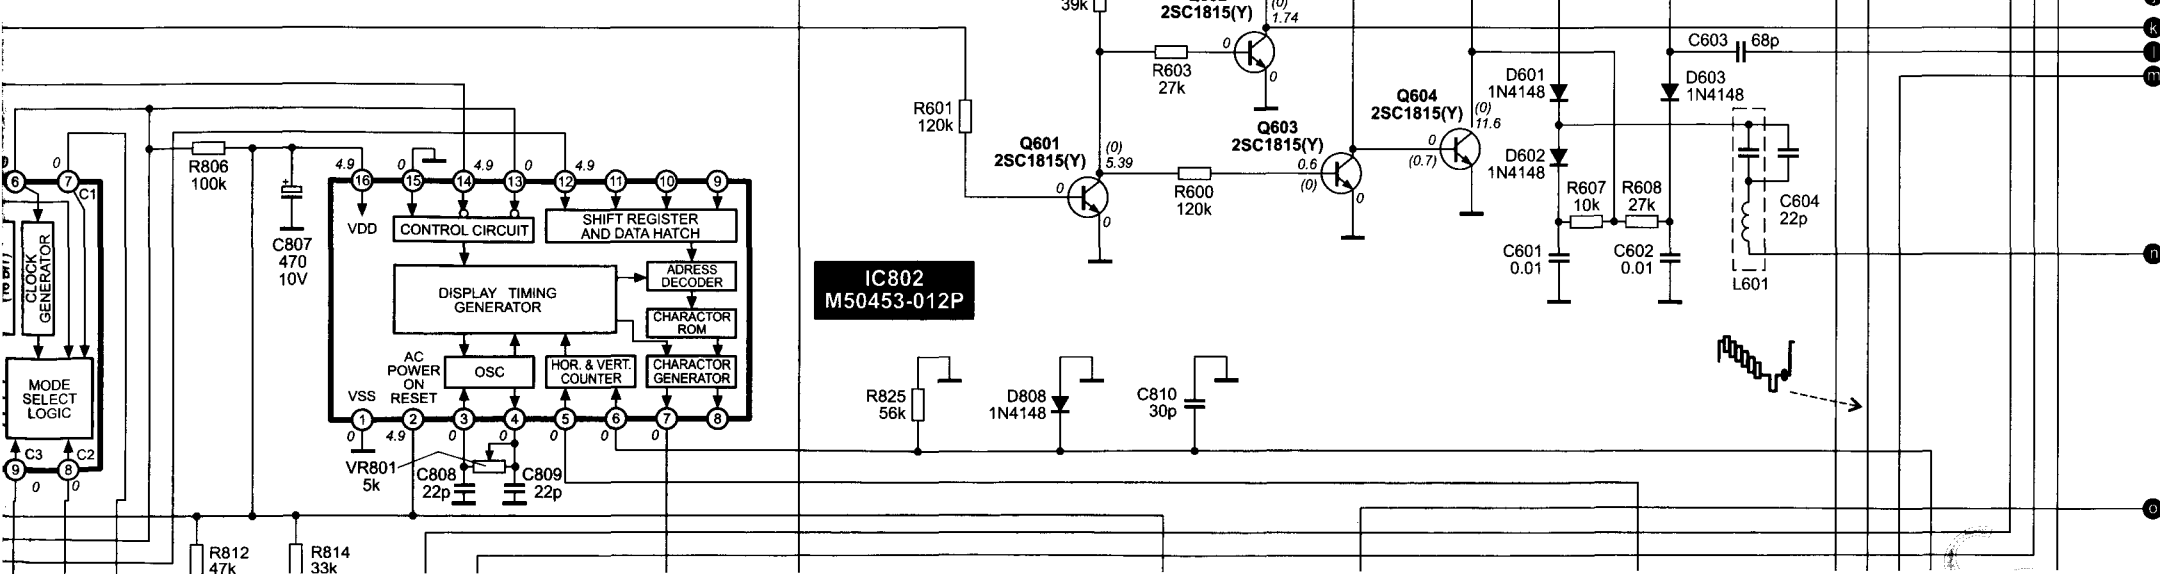 39k
2SC1815(Y)
(0)
1.74
0
R603
27k
0
C603 68p
k
l
m
D601
1N4148
D603
1N4148
R601
120k
Q604
2SC1815(Y)
(0)
11.6
0
(0.7)
Q601
2SC1815(Y)
(0)
5.39
0
0
Q603
2SC1815(Y)
0.6
(0)
0
R600
120k
D602
1N4148
R607
10k
R608
27k
C604
22p
C601
0.01
C602
0.01
L601
n
6
7
0
C1
R806
100k
+
C807
470
10V
4.9
0
4.9
0
4.9
16
15
14
13
12
11
10
9
VDD
CONTROL CIRCUIT
SHIFT REGISTER
AND DATA HATCH
CLOCK
GENERATOR
DISPLAY TIMING
GENERATOR
ADRESS
DECODER
CHARACTOR
ROM
IC802
M50453-012P
MODE
SELECT
LOGIC
AC
POWER
ON
RESET
VSS
OSC
HOR. & VERT.
COUNTER
CHARACTOR
GENERATOR
1
2
3
4
5
6
7
8
0
4.9
0
0
0
0
0
C3
C2
9
8
0
0
VR801
5k
C808
22p
C809
22p
R825
56k
D808
1N4148
C810
30p
o
R812
47k
R814
33k